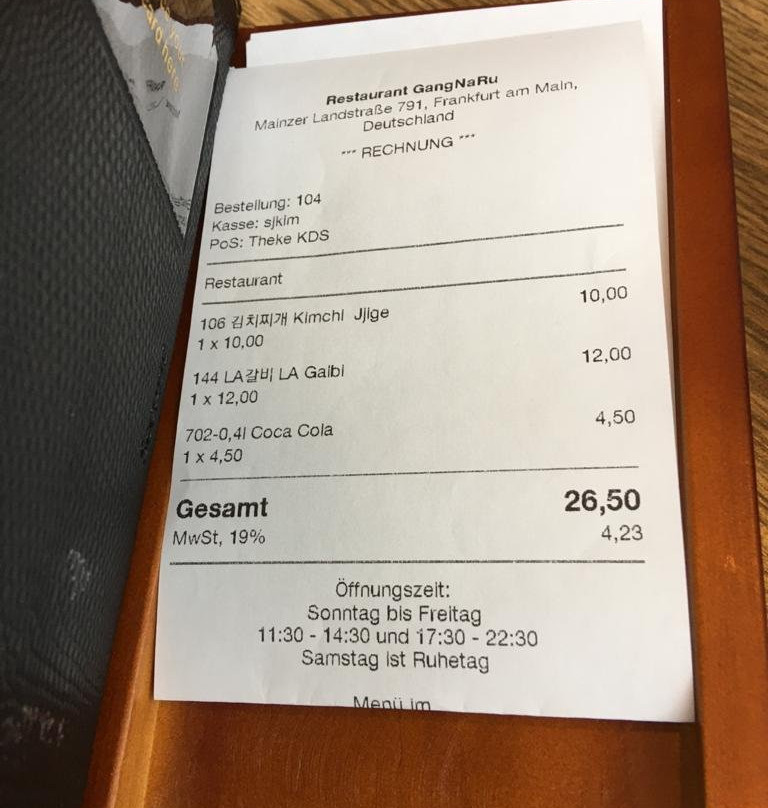 Restaurant GangNaRu
Mainzer Landstraße 791, Frankfurt am Main,
Deutschland
*** RECHNUNG ***
Bestellung: 104
Kasse: sjkim
PoS: Theke KDS
Restaurant
106 김치찌개 Kimchi Jjige 10,00
1 x 10,00
144 LA갈비 LA Galbi 12,00
1 x 12,00
702-0,4l Coca Cola 4,50
1 x 4,50
Gesamt 26,50
MwSt, 19% 4,23
Öffnungszeit:
Sonntag bis Freitag
11:30 - 14:30 und 17:30 - 22:30
Samstag ist Ruhetag
Menü im